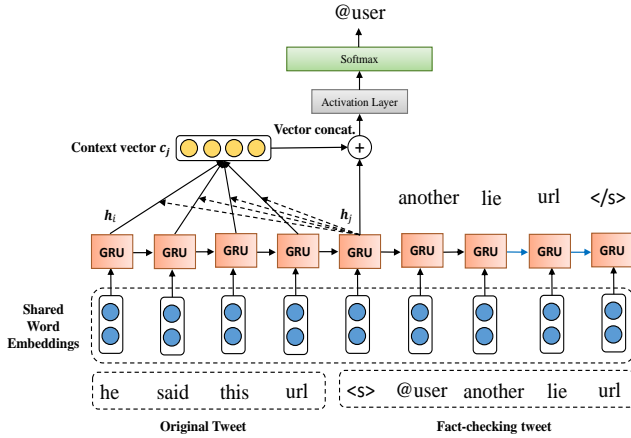 @user
Softmax
Activation Layer
Vector concat.
Context vector c_j
+
another lie url </s>
h_i h_j
GRU GRU GRU GRU GRU GRU GRU GRU GRU
Shared
Word
Embeddings
he said this url <s> @user another lie url
Original Tweet Fact-checking tweet